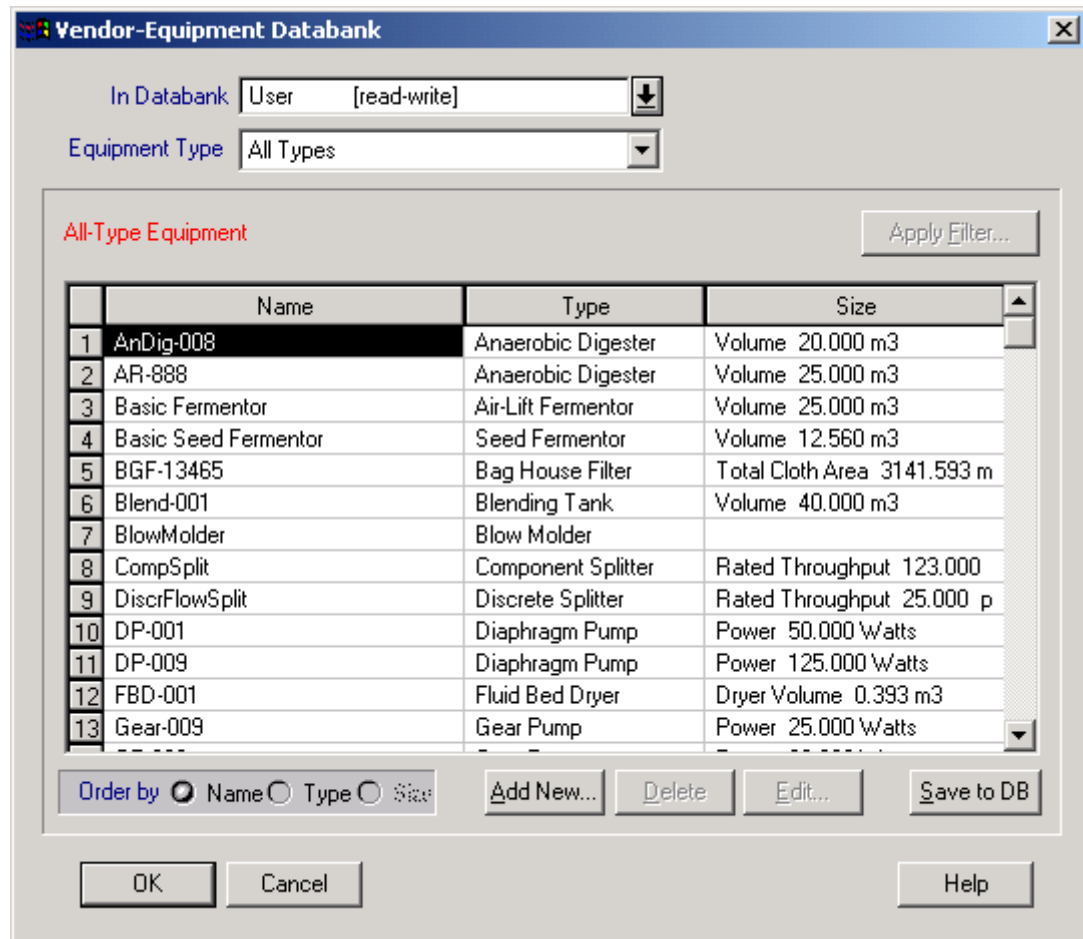 Vendor-Equipment Databank
In Databank User [read-write]
Equipment Type All Types
All-Type Equipment Apply Filter...
Name Type Size
1 AnDig-008 Anaerobic Digester Volume 20.000 m3
2 AR-888 Anaerobic Digester Volume 25.000 m3
3 Basic Fermentor Air-Lift Fermentor Volume 25.000 m3
4 Basic Seed Fermentor Seed Fermentor Volume 12.560 m3
5 BGF-13465 Bag House Filter Total Cloth Area 3141.593 m
6 Blend-001 Blending Tank Volume 40.000 m3
7 BlowMolder Blow Molder
8 CompSplit Component Splitter Rated Throughput 123.000
9 DiscrFlowSplit Discrete Splitter Rated Throughput 25.000 p
10 DP-001 Diaphragm Pump Power 50.000 Watts
11 DP-009 Diaphragm Pump Power 125.000 Watts
12 FBD-001 Fluid Bed Dryer Dryer Volume 0.393 m3
13 Gear-009 Gear Pump Power 25.000 Watts
Order by Name Type Size Add New... Delete Edit... Save to DB
OK Cancel Help